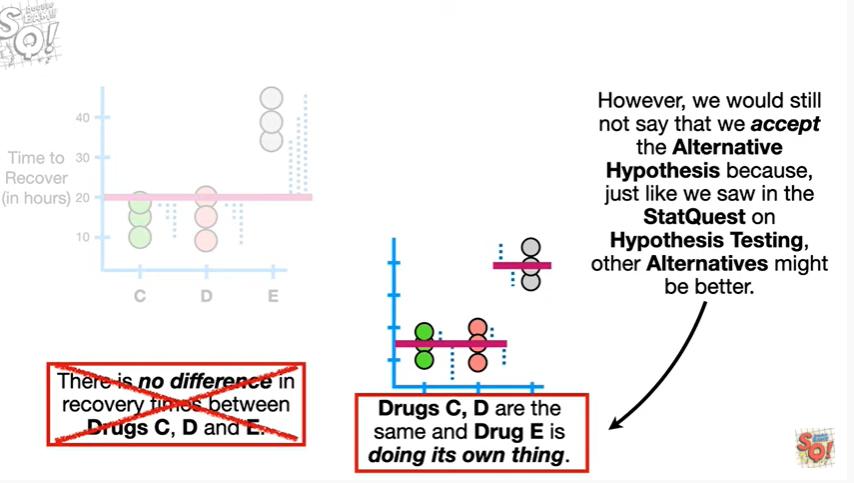 DOUBLE
BAM!!!
SQ!
40
30
20
10
Time to
Recover
(in hours)
C
D
E
There is no difference in
recovery times between
Drugs C, D and E.
Drugs C, D are the
same and Drug E is
doing its own thing.
However, we would still
not say that we accept
the Alternative
Hypothesis because,
just like we saw in the
StatQuest on
Hypothesis Testing,
other Alternatives might
be better.
SQ!